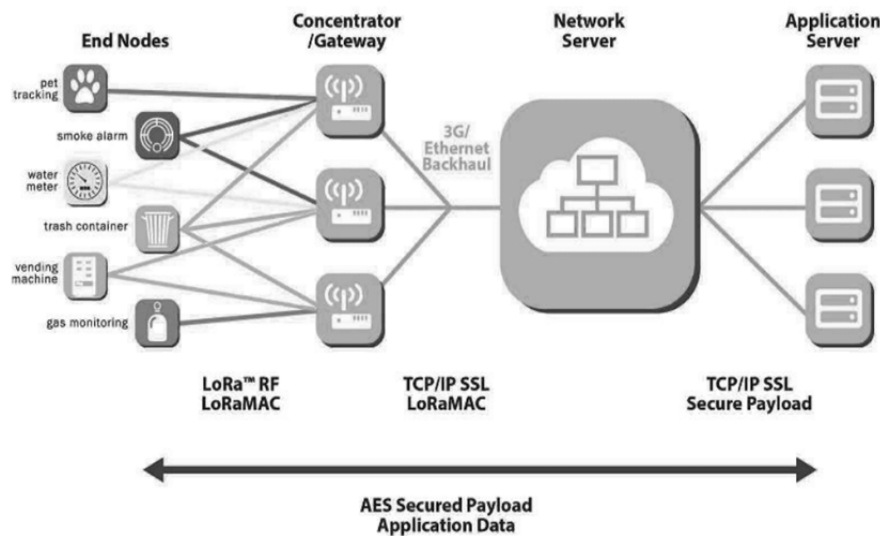 End Nodes
Concentrator
/Gateway
Network
Server
Application
Server
pet
tracking
smoke alarm
water
meter
trash container
vending
machine
gas monitoring
3G/
Ethernet
Backhaul
LoRa™ RF
LoRaMAC
TCP/IP SSL
LoRaMAC
TCP/IP SSL
Secure Payload
AES Secured Payload
Application Data